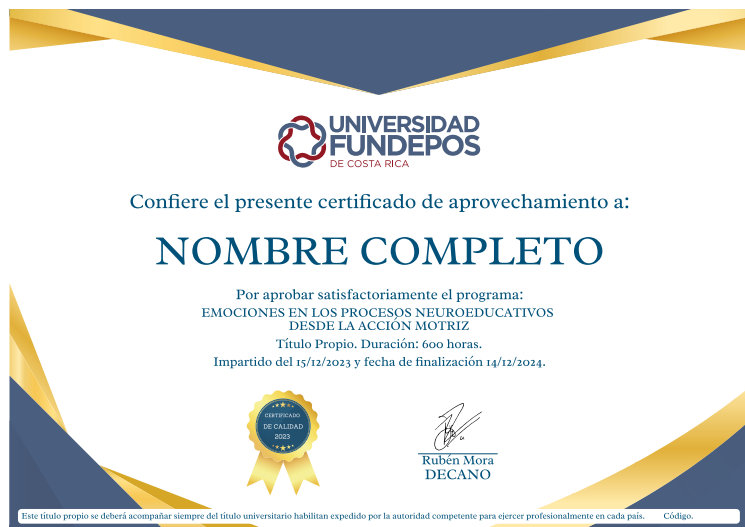 UNIVERSIDAD
FUNDEPOS
DE COSTA RICA
Confiere el presente certificado de aprovechamiento a:
NOMBRE COMPLETO
Por aprobar satisfactoriamente el programa:
EMOCIONES EN LOS PROCESOS NEUROEDUCATIVOS
DESDE LA ACCIÓN MOTRIZ
Título Propio. Duración: 600 horas.
Impartido del 15/12/2023 y fecha de finalización 14/12/2024.
CERTIFICADO
DE CALIDAD
2023
Rubén Mora
DECANO
Este título propio se deberá acompañar siempre del título universitario habilitan expedido por la autoridad competente para ejercer profesionalmente en cada país. Código.